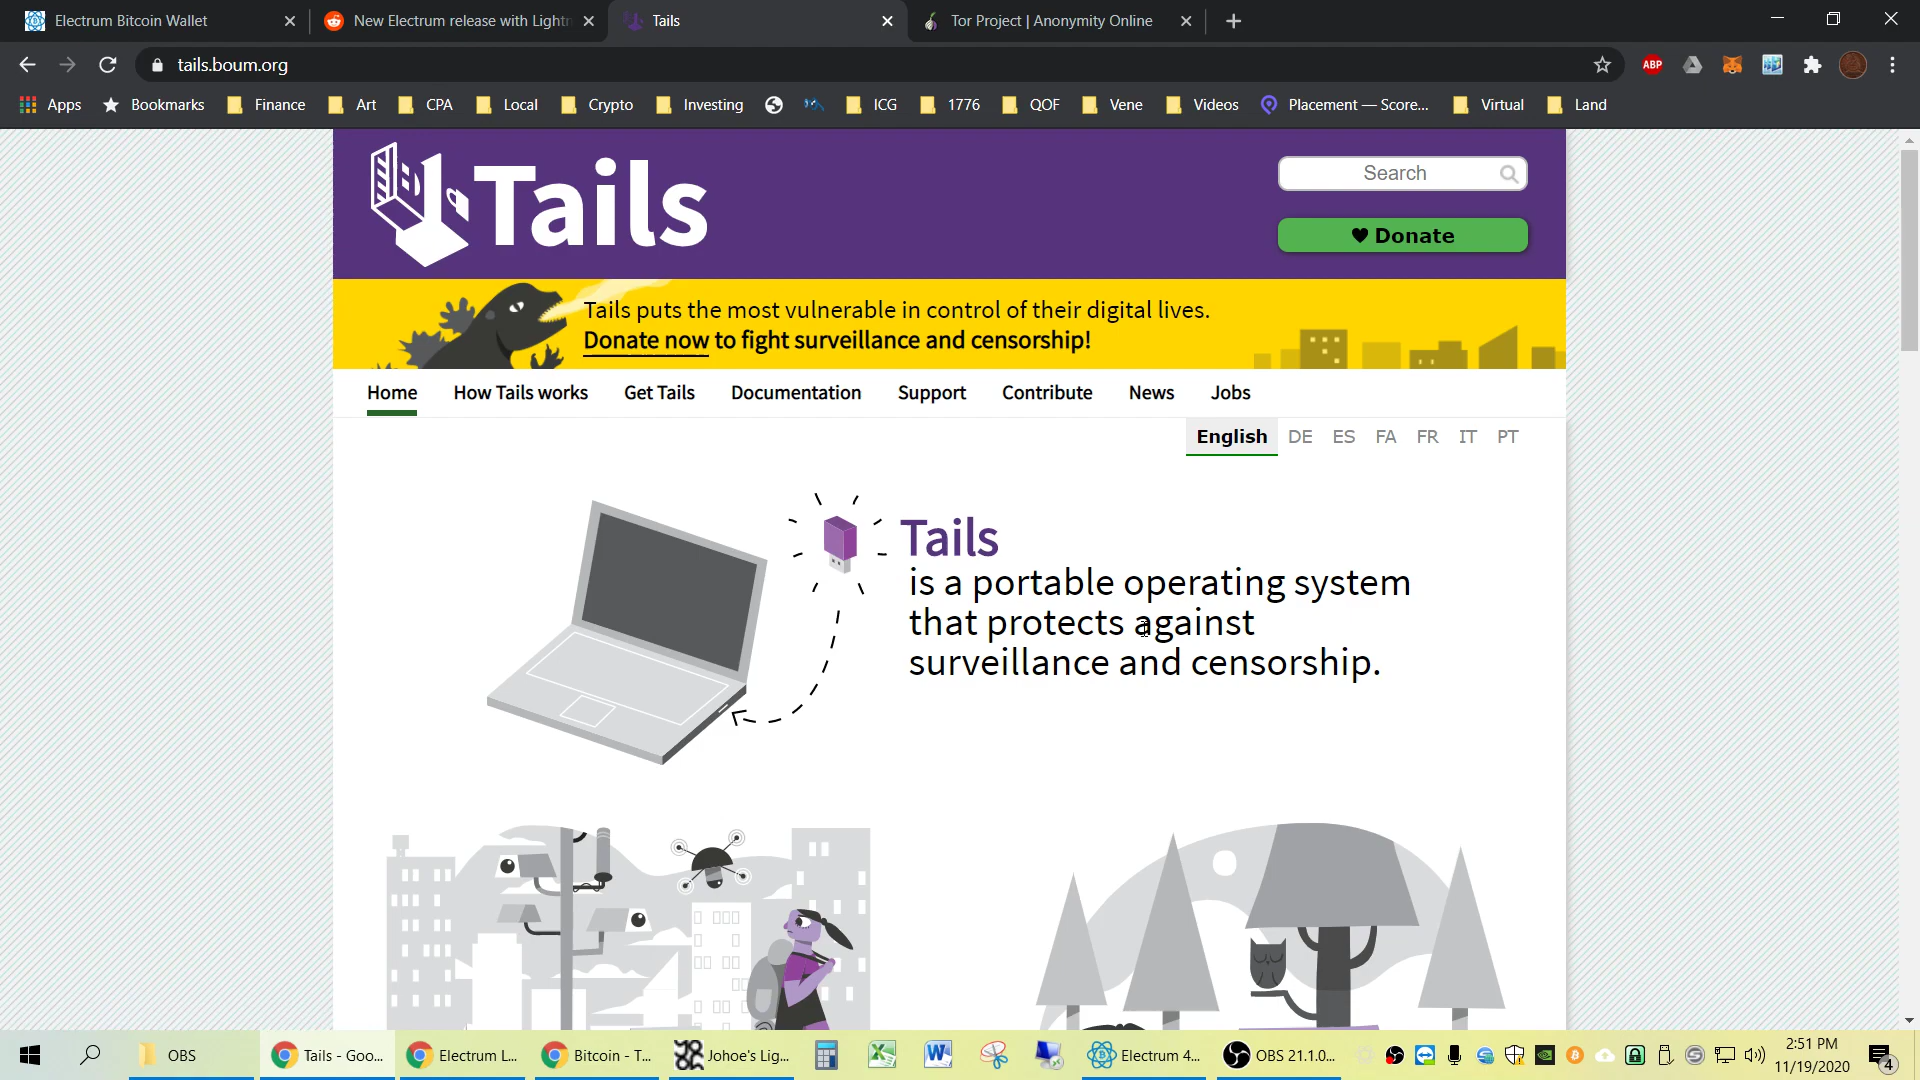 Electrum Bitcoin Wallet
New Electrum release with Lightn
Tails
Tor Project | Anonymity Online
tails.boum.org
ABP
Apps
Bookmarks
Finance
Art
CPA
Local
Crypto
Investing
ICG
1776
QOF
Vene
Videos
Placement — Score...
Virtual
Land
Tails
Search
Donate
Tails puts the most vulnerable in control of their digital lives.
Donate now to fight surveillance and censorship!
Home
How Tails works
Get Tails
Documentation
Support
Contribute
News
Jobs
English
DE
ES
FA
FR
IT
PT
Tails
is a portable operating system
that protects against
surveillance and censorship.
OBS
Tails - Goo...
Electrum L...
Bitcoin - T...
Johoe's Lig...
Electrum 4...
OBS 21.1.0...
2:51 PM
11/19/2020
4